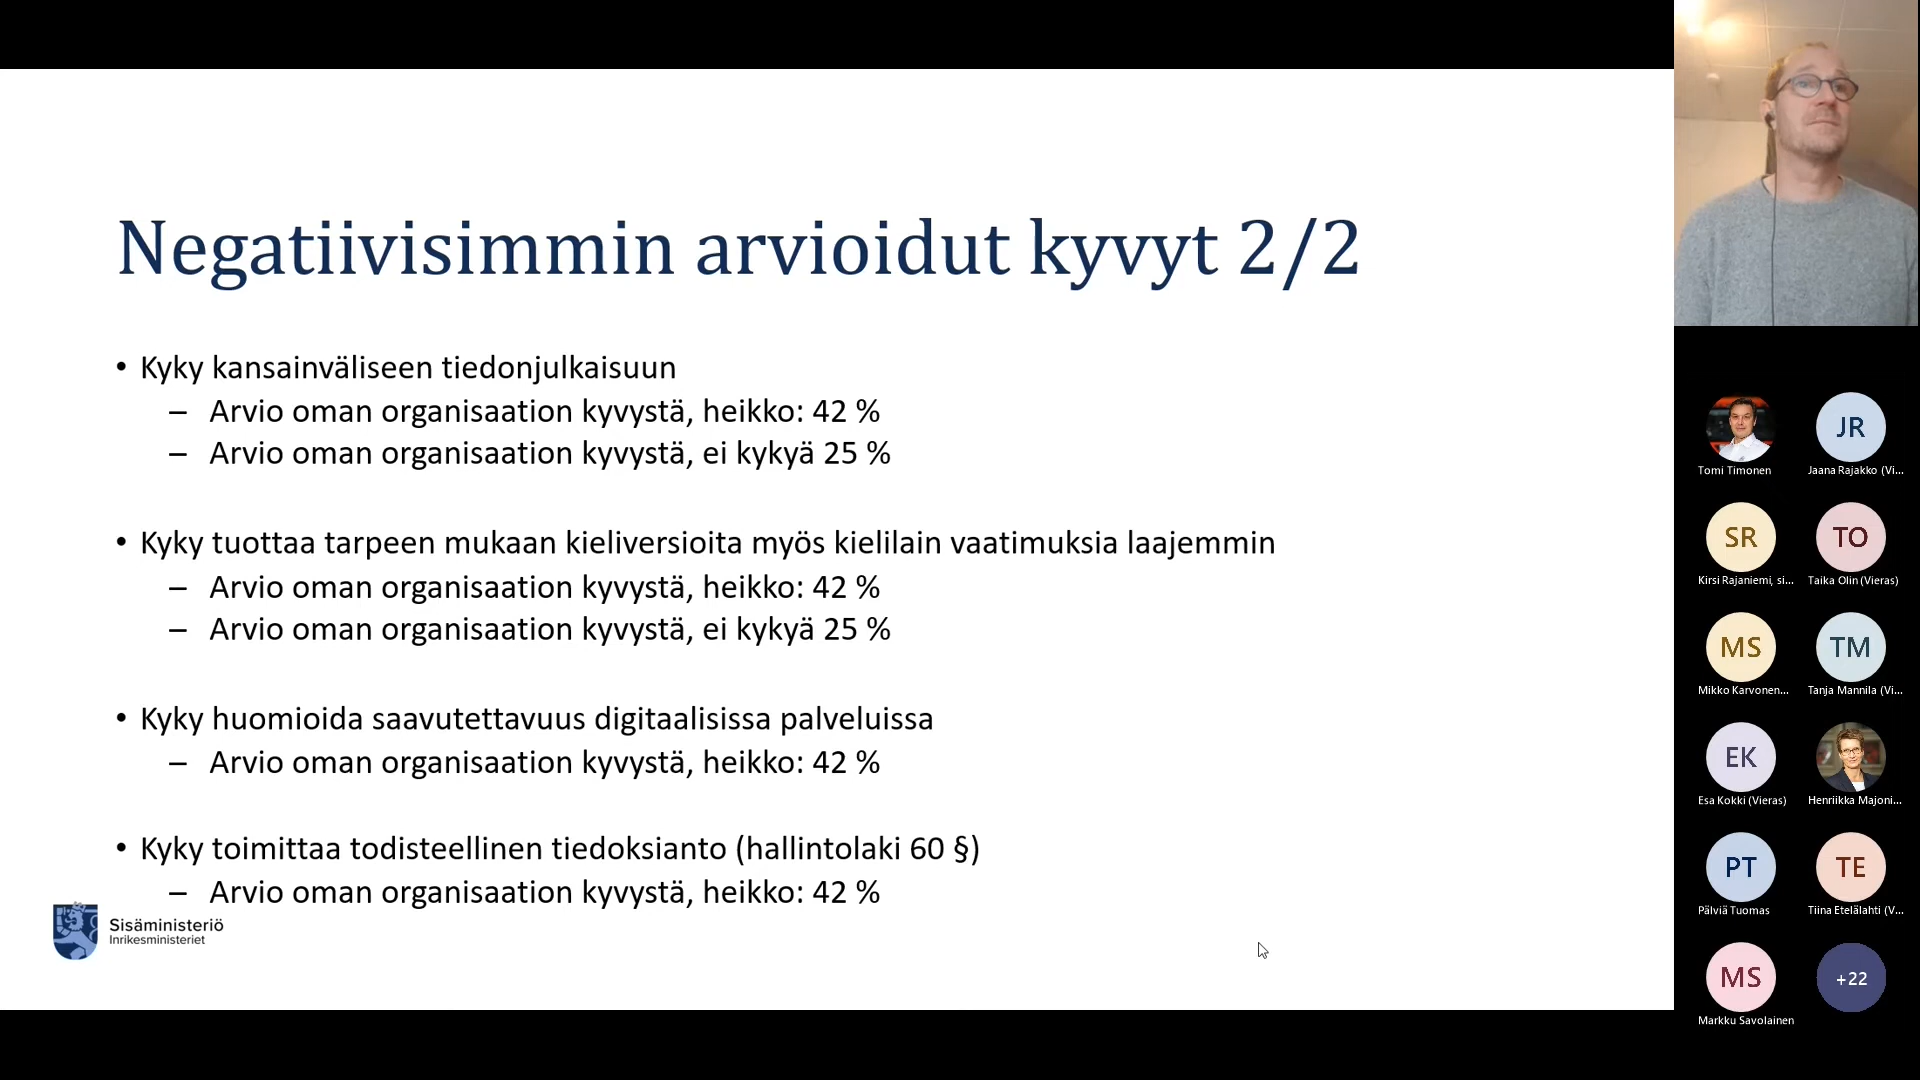 Negatiivisimmin arvioidut kyvyt 2/2
• Kyky kansainväliseen tiedonjulkaisuun
– Arvio oman organisaation kyvystä, heikko: 42 %
– Arvio oman organisaation kyvystä, ei kykyä 25 %
• Kyky tuottaa tarpeen mukaan kieliversioita myös kielilain vaatimuksia laajemmin
– Arvio oman organisaation kyvystä, heikko: 42 %
– Arvio oman organisaation kyvystä, ei kykyä 25 %
• Kyky huomioida saavutettavuus digitaalisissa palveluissa
– Arvio oman organisaation kyvystä, heikko: 42 %
• Kyky toimittaa todisteellinen tiedoksianto (hallintolaki 60 §)
– Arvio oman organisaation kyvystä, heikko: 42 %
Sisäministeriö
Inrikesministeriet
JR
Tomi Timonen
Jaana Rajakko (Vi...
SR
TO
Kirsi Rajaniemi, si...
Taika Olin (Vieras)
MS
TM
Mikko Karvonen...
Tanja Mannila (Vi...
EK
Esa Kokki (Vieras)
Henriikka Majoni...
PT
TE
Pälviä Tuomas
Tiina Etelälahti (V...
MS
+22
Markku Savolainen